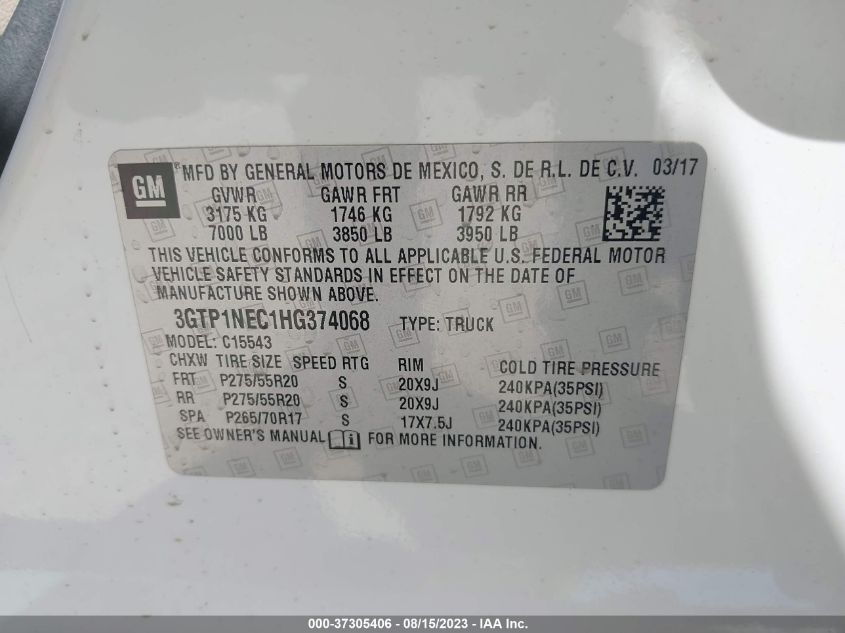 GM ® MFD BY GENERAL MOTORS DE MEXICO, S. DE R.L. DE C.V. 03/17
GVWR GAWR FRT GAWR RR
3175 KG 1746 KG 1792 KG
7000 LB 3850 LB 3950 LB
THIS VEHICLE CONFORMS TO ALL APPLICABLE U.S. FEDERAL MOTOR
VEHICLE SAFETY STANDARDS IN EFFECT ON THE DATE OF
MANUFACTURE SHOWN ABOVE.
3GTP1NEC1HG374068 TYPE: TRUCK
MODEL: C15543
CHXW TIRE SIZE SPEED RTG RIM COLD TIRE PRESSURE
FRT P275/55R20 S 20X9J 240KPA(35PSI)
RR P275/55R20 S 20X9J 240KPA(35PSI)
SPA P265/70R17 S 17X7.5J 240KPA(35PSI)
SEE OWNER'S MANUAL FOR MORE INFORMATION.
000-37305406 - 08/15/2023 - IAA Inc.